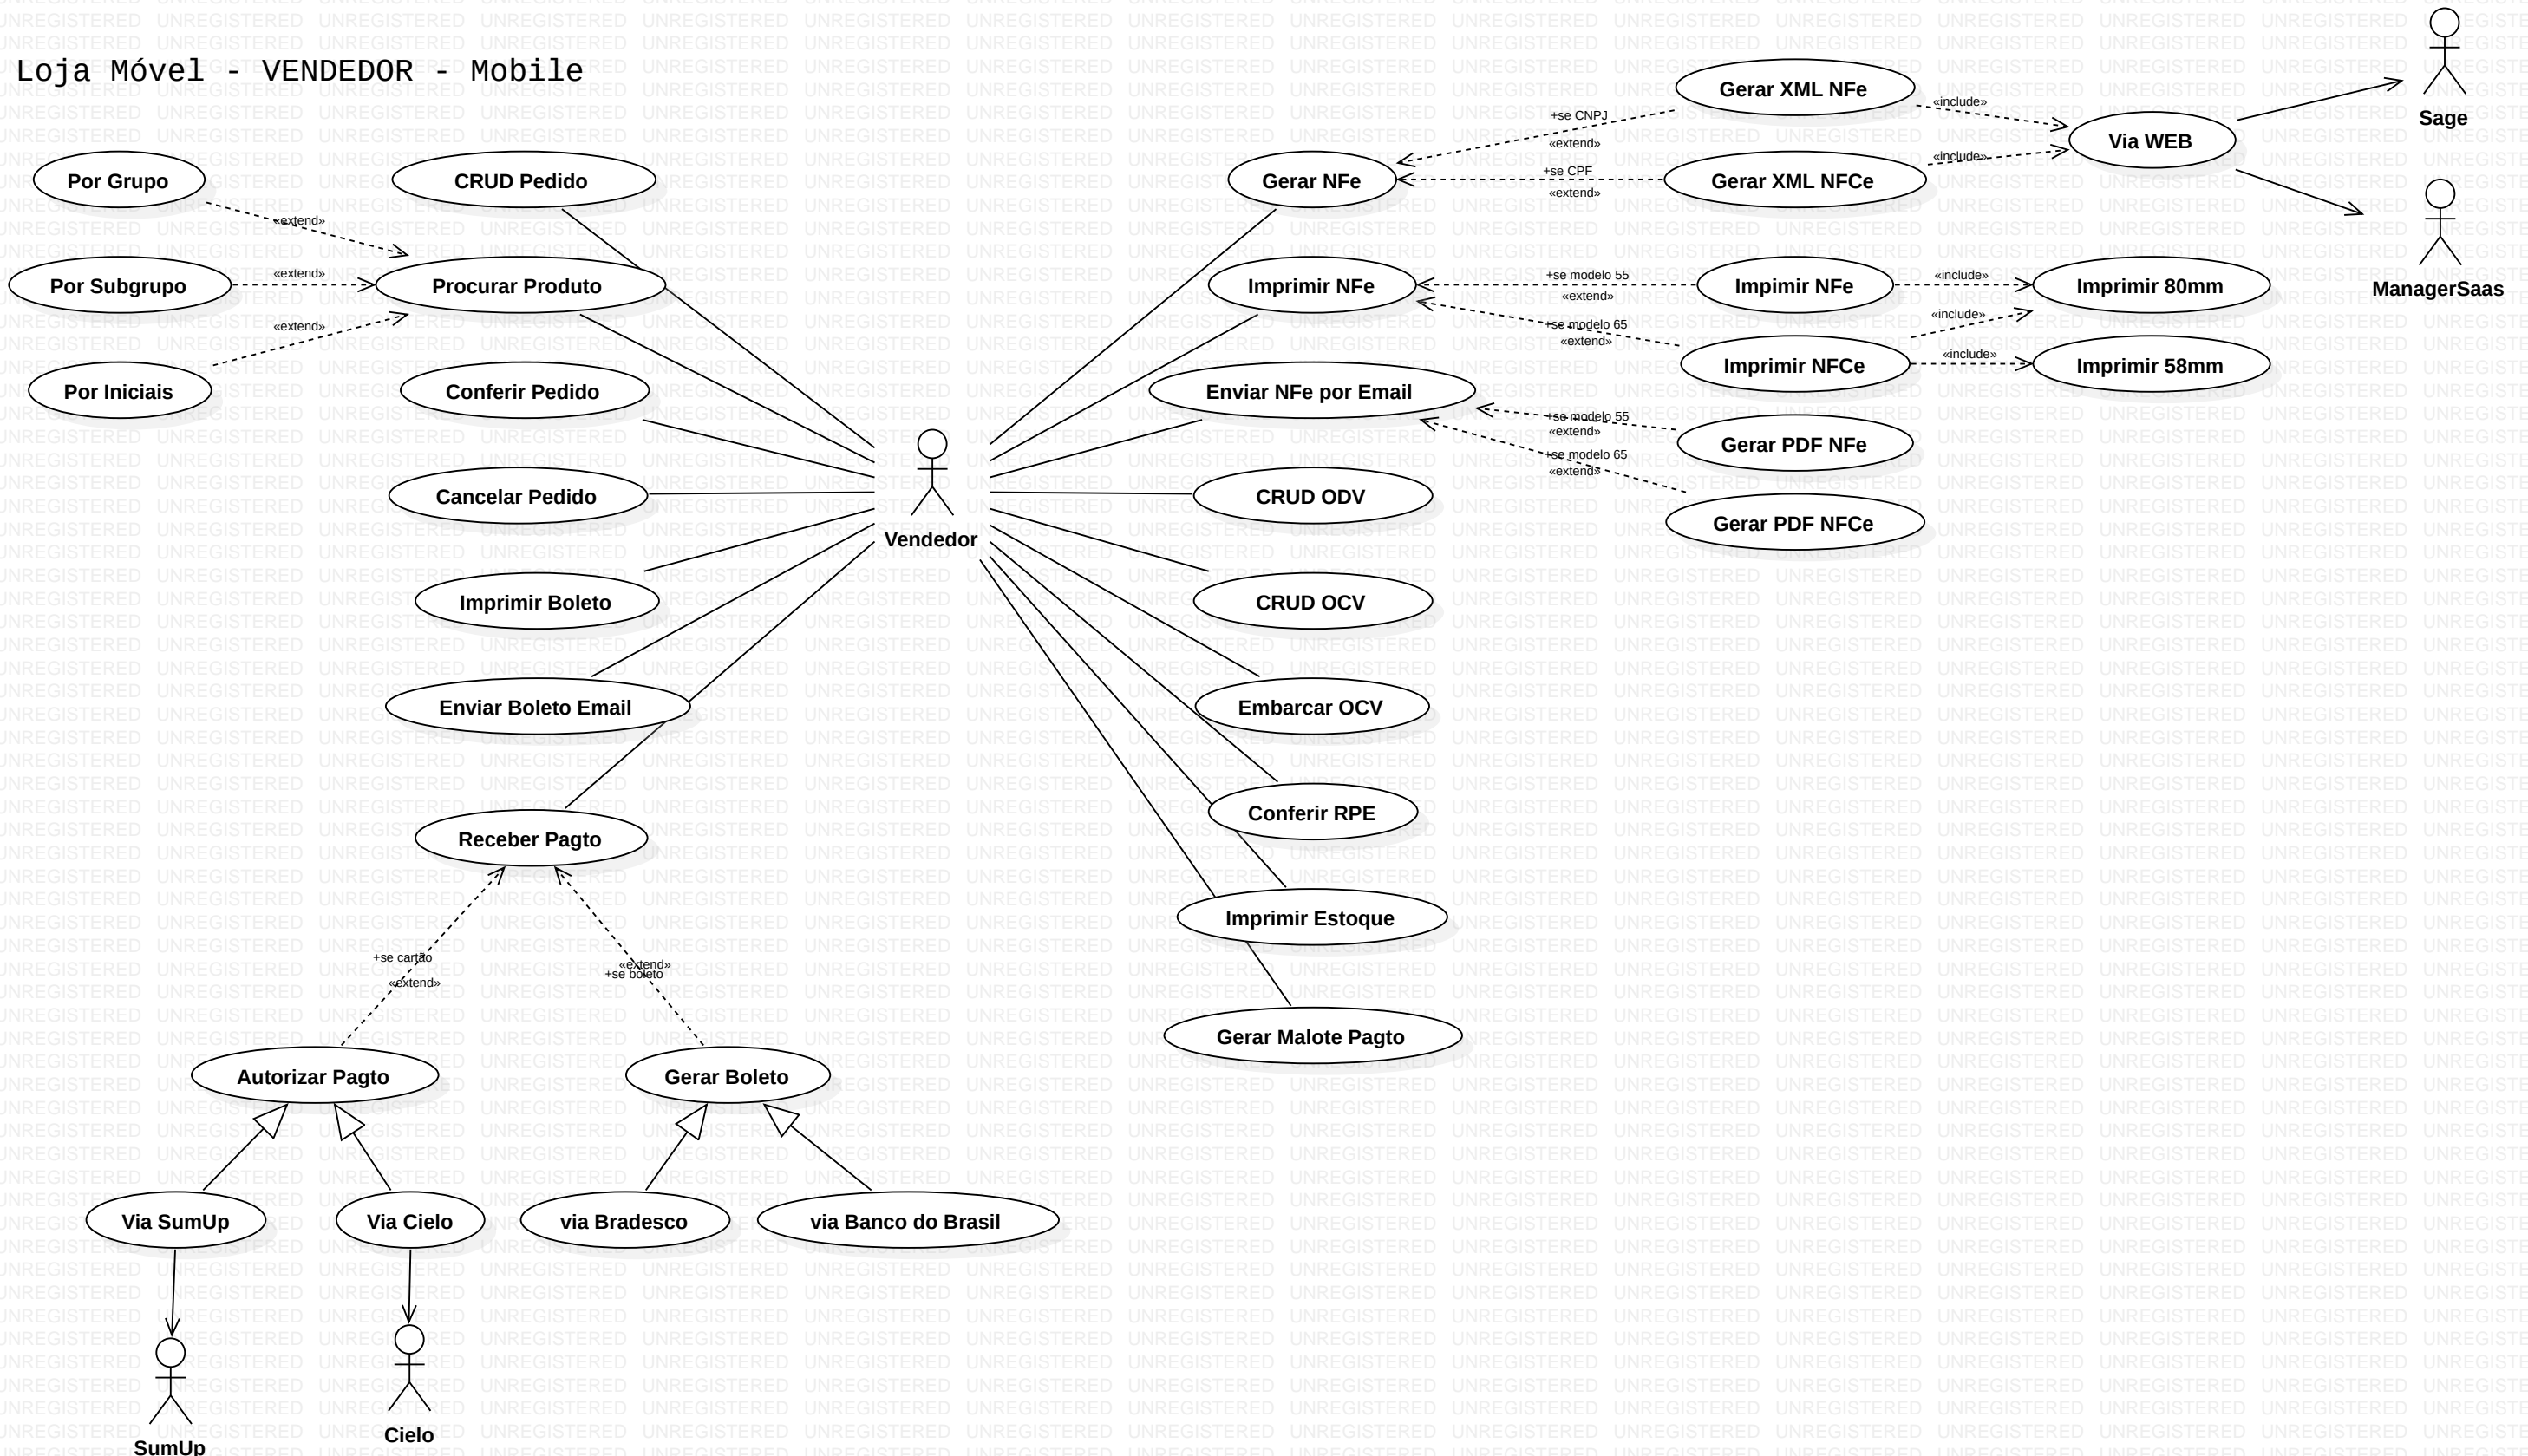 Loja Móvel - VENDEDOR - Mobile
Por Grupo
Por Subgrupo
Por Iniciais
«extend»
«extend»
«extend»
CRUD Pedido
Procurar Produto
Conferir Pedido
Cancelar Pedido
Imprimir Boleto
Enviar Boleto Email
Receber Pagto
+se cartão
«extend»
«extend»
+se boleto
Autorizar Pagto
Gerar Boleto
Via SumUp
Via Cielo
via Bradesco
via Banco do Brasil
SumUp
Cielo
Vendedor
Gerar NFe
Imprimir NFe
Enviar NFe por Email
CRUD ODV
CRUD OCV
Embarcar OCV
Conferir RPE
Imprimir Estoque
Gerar Malote Pagto
+se CNPJ
«extend»
+se CPF
«extend»
+se modelo 55
«extend»
+se modelo 65
«extend»
+se modelo 55
«extend»
+se modelo 65
«extend»
Gerar XML NFe
Gerar XML NFCe
Impimir NFe
Imprimir NFCe
Gerar PDF NFe
Gerar PDF NFCe
«include»
«include»
«include»
«include»
«include»
Via WEB
Imprimir 80mm
Imprimir 58mm
Sage
ManagerSaas
UNREGISTERED